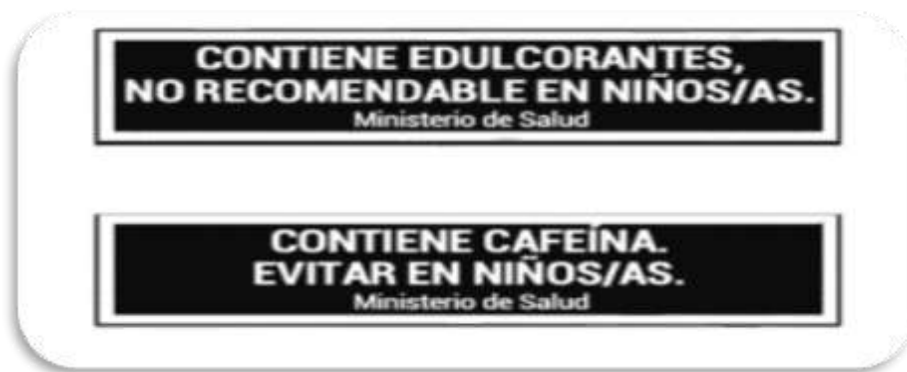 CONTIENE EDULCORANTES,
NO RECOMENDABLE EN NIÑOS/AS.
Ministerio de Salud
CONTIENE CAFEÍNA.
EVITAR EN NIÑOS/AS.
Ministerio de Salud